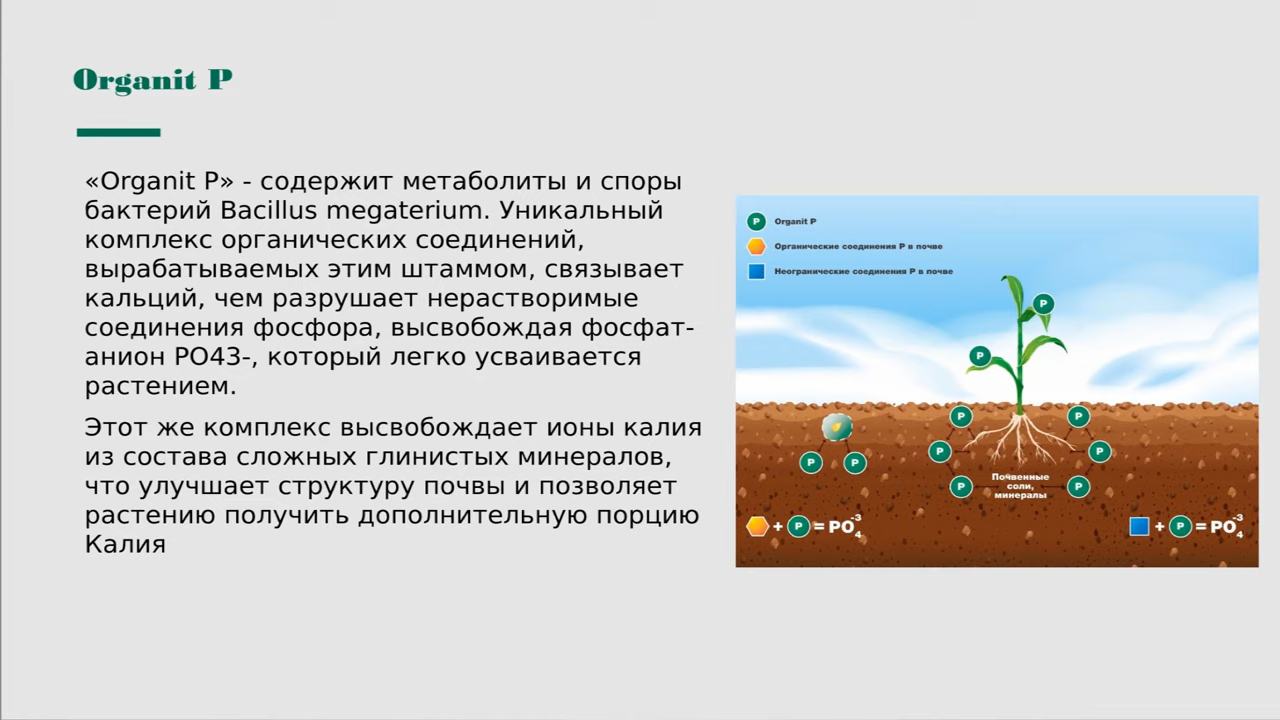 Organit P
«Organit P» - содержит метаболиты и споры
бактерий Bacillus megaterium. Уникальный
комплекс органических соединений,
вырабатываемых этим штаммом, связывает
кальций, чем разрушает нерастворимые
соединения фосфора, высвобождая фосфат-
анион PO43-, который легко усваивается
растением.
Этот же комплекс высвобождает ионы калия
из состава сложных глинистых минералов,
что улучшает структуру почвы и позволяет
растению получить дополнительную порцию
Калия
P Organit P
Органические соединения P в почве
Неогранические соединения P в почве
P
P
P P
P P
P P
P P
Почвенные
соли,
минералы
+ P = PO4-3
+ P = PO4-3